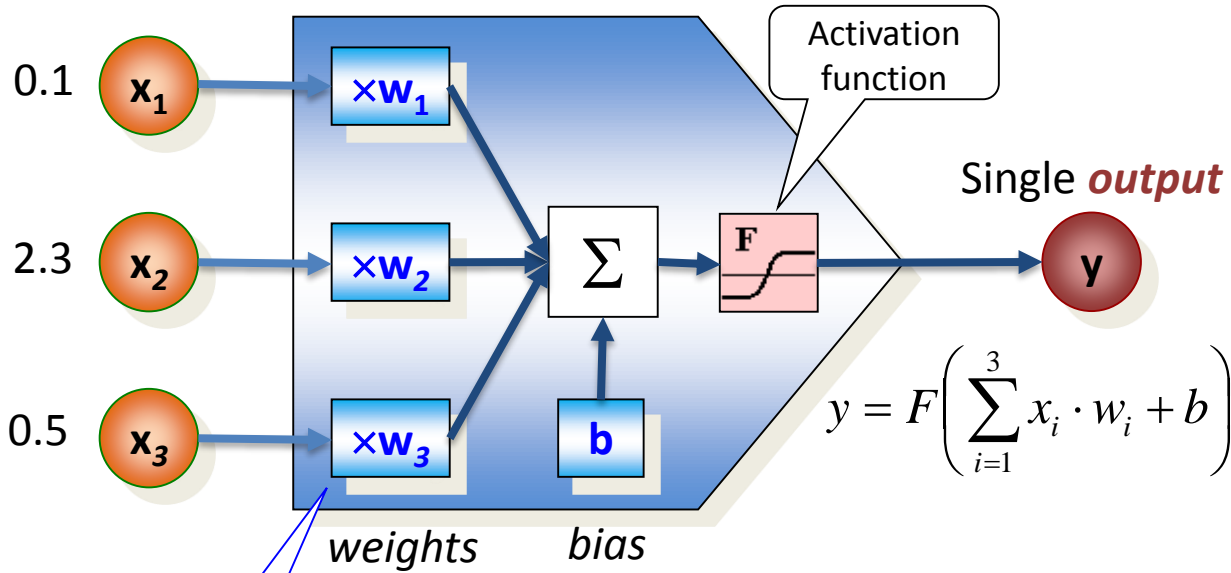 Activation
function
0.1 x₁ ×w₁
Single output
2.3 x₂ ×w₂ Σ F y
0.5 x₃ ×w₃ b
y = F(∑_{i=1}^{3} x_i · w_i + b)
weights bias